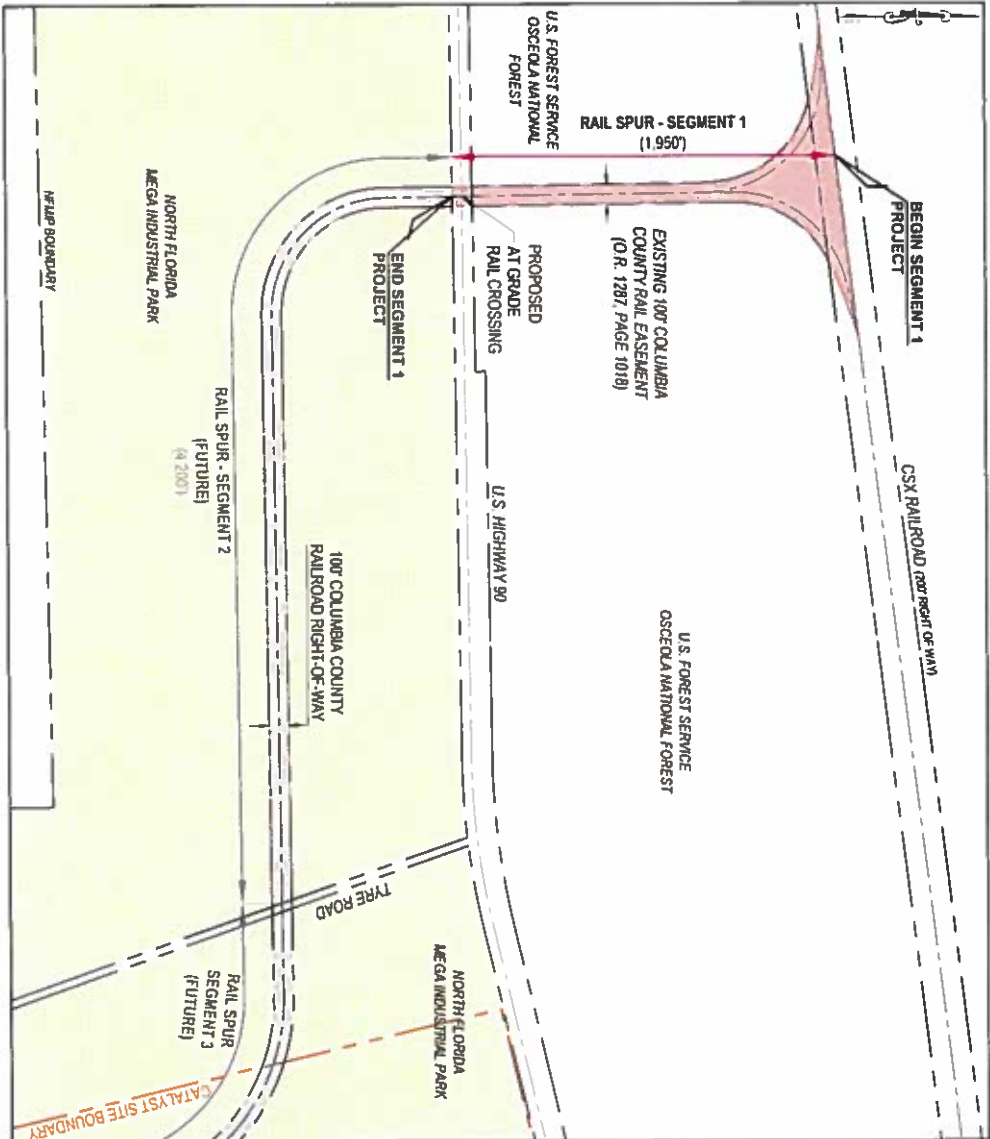 U.S. FOREST SERVICE
OSCEOLA NATIONAL
FOREST
RAIL SPUR - SEGMENT 1
(1,950')
BEGIN SEGMENT 1
PROJECT
CSX RAILROAD (200' RIGHT OF WAY)
EXISTING 100' COLUMBIA
COUNTY RAIL EASEMENT
(O.R. 1287, PAGE 1018)
PROPOSED
AT GRADE
RAIL CROSSING
END SEGMENT 1
PROJECT
U.S. HIGHWAY 90
U.S. FOREST SERVICE
OSCEOLA NATIONAL FOREST
NORTH FLORIDA
MEGA INDUSTRIAL PARK
NFMIP BOUNDARY
RAIL SPUR - SEGMENT 2
(FUTURE)
(4,200')
100' COLUMBIA COUNTY
RAILROAD RIGHT-OF-WAY
TYRE ROAD
NORTH FLORIDA
MEGA INDUSTRIAL PARK
RAIL SPUR
SEGMENT 3
(FUTURE)
CATALYST SITE BOUNDARY